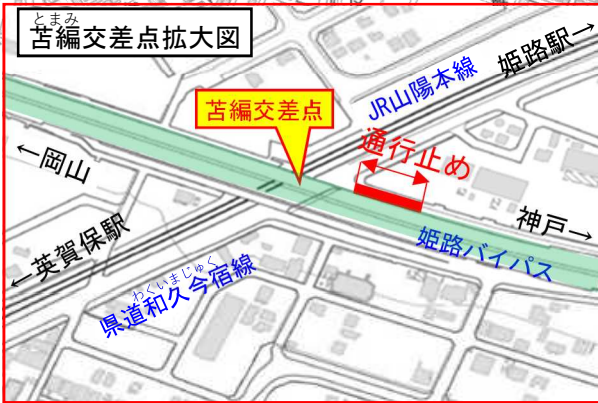 とまみ
苫編交差点拡大図
姫路駅→
JR山陽本線
苫編交差点
通行止め
←岡山
神戸→
姫路バイパス
←英賀保駅
わくいまじゅく
県道和久今宿線